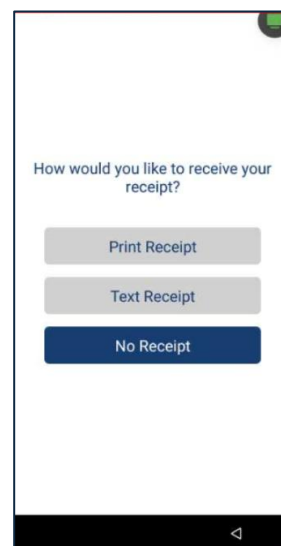 How would you like to receive your
receipt?
Print Receipt
Text Receipt
No Receipt